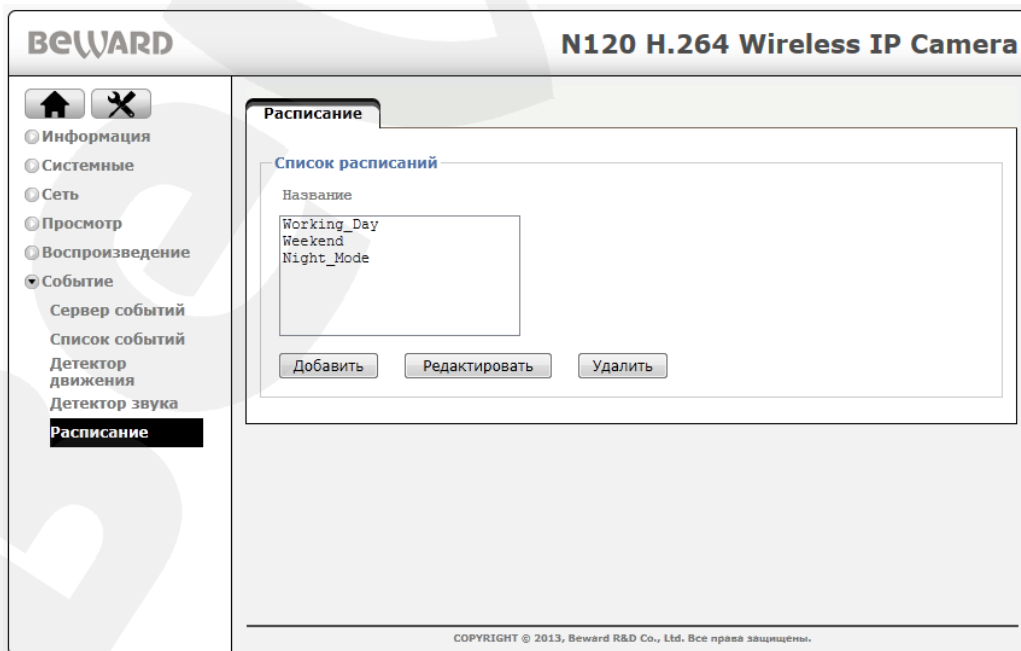 BEWARD
N120 H.264 Wireless IP Camera
Информация
Системные
Сеть
Просмотр
Воспроизведение
Событие
Сервер событий
Список событий
Детектор
движения
Детектор звука
Расписание
Расписание
Список расписаний
Название
Working_Day
Weekend
Night_Mode
Добавить
Редактировать
Удалить
COPYRIGHT © 2013, Beward R&D Co., Ltd. Все права защищены.